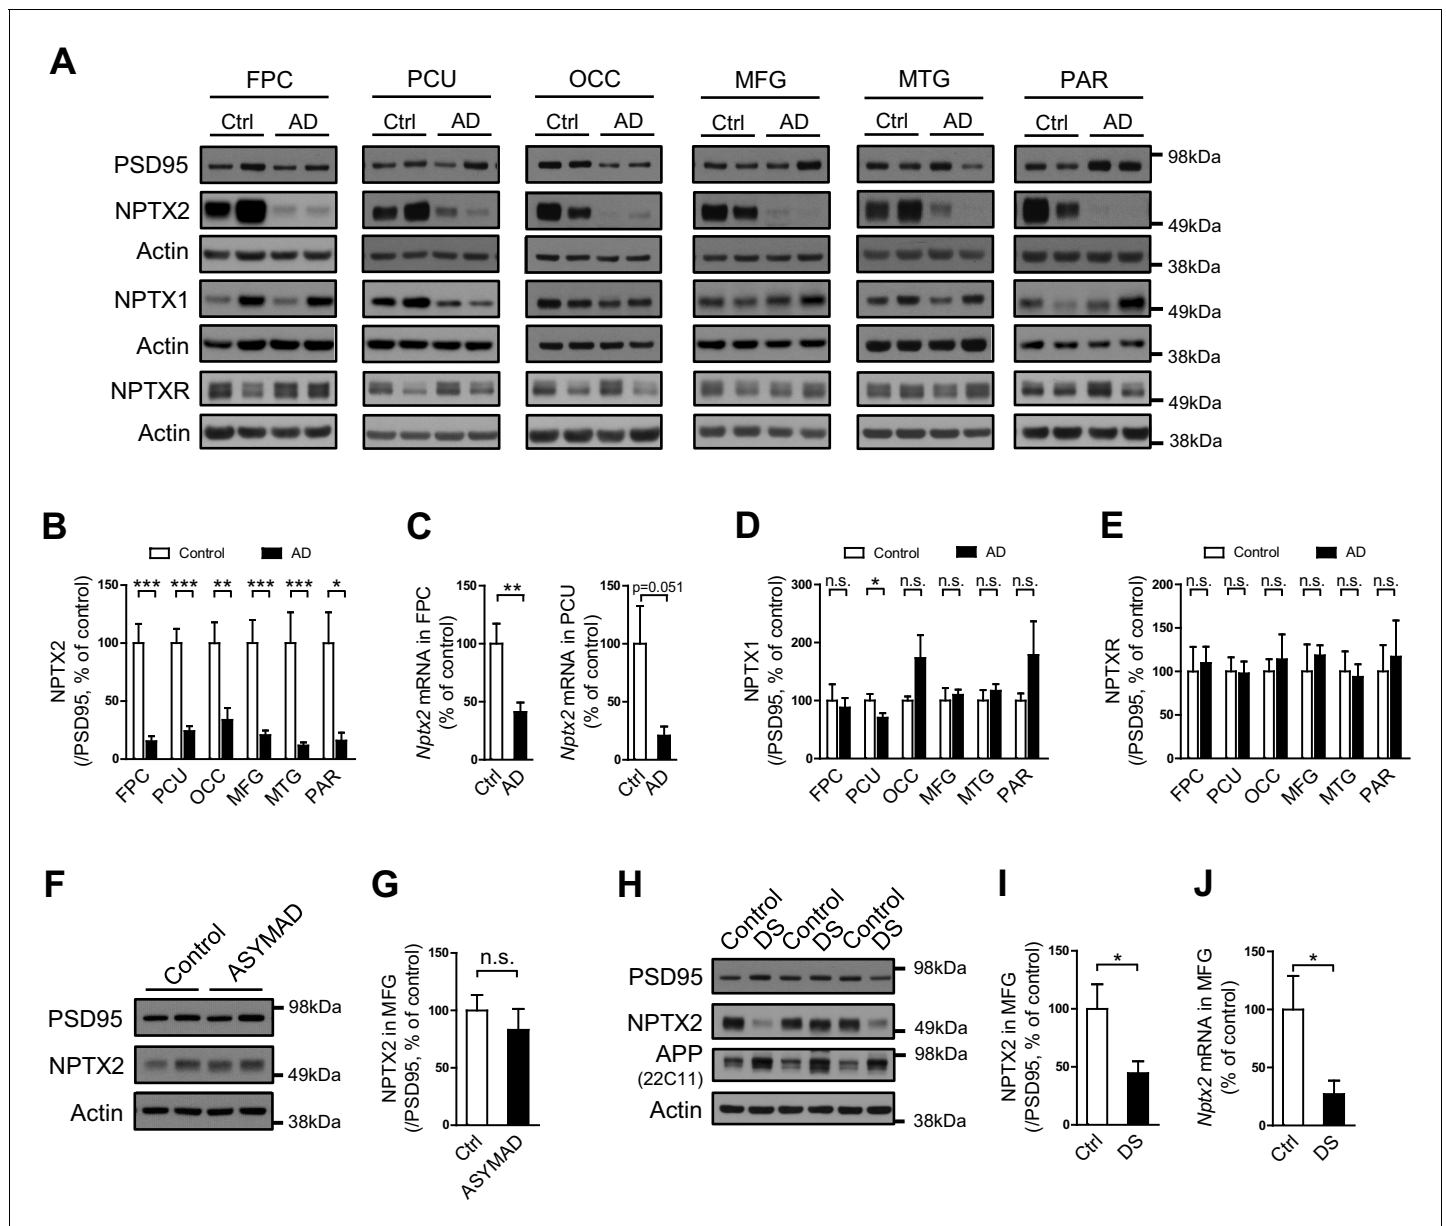 A
FPC PCU OCC MFG MTG PAR
Ctrl AD Ctrl AD Ctrl AD Ctrl AD Ctrl AD Ctrl AD
PSD95 98kDa
NPTX2 49kDa
Actin 38kDa
NPTX1 49kDa
Actin 38kDa
NPTXR 49kDa
Actin 38kDa
B
Control AD
NPTX2
(/PSD95, % of control)
150
100
50
0
*** *** ** *** *** *
FPC PCU OCC MFG MTG PAR
C
Nptx2 mRNA in FPC
(% of control)
150
100
50
0
**
Ctrl AD
Nptx2 mRNA in PCU
(% of control)
150
100
50
0
p=0.051
Ctrl AD
D
Control AD
NPTX1
(/PSD95, % of control)
300
200
100
0
n.s. * n.s. n.s. n.s. n.s.
FPC PCU OCC MFG MTG PAR
E
Control AD
NPTXR
(/PSD95, % of control)
200
150
100
50
0
n.s. n.s. n.s. n.s. n.s. n.s.
FPC PCU OCC MFG MTG PAR
F
Control ASYMAD
PSD95 98kDa
NPTX2 49kDa
Actin 38kDa
G
NPTX2 in MFG
(/PSD95, % of control)
150
100
50
0
n.s.
Ctrl ASYMAD
H
Control DS Control DS Control DS
PSD95 98kDa
NPTX2 49kDa
APP 98kDa
(22C11)
Actin 38kDa
I
NPTX2 in MFG
(/PSD95, % of control)
150
100
50
0
*
Ctrl DS
J
Nptx2 mRNA in MFG
(% of control)
150
100
50
0
*
Ctrl DS